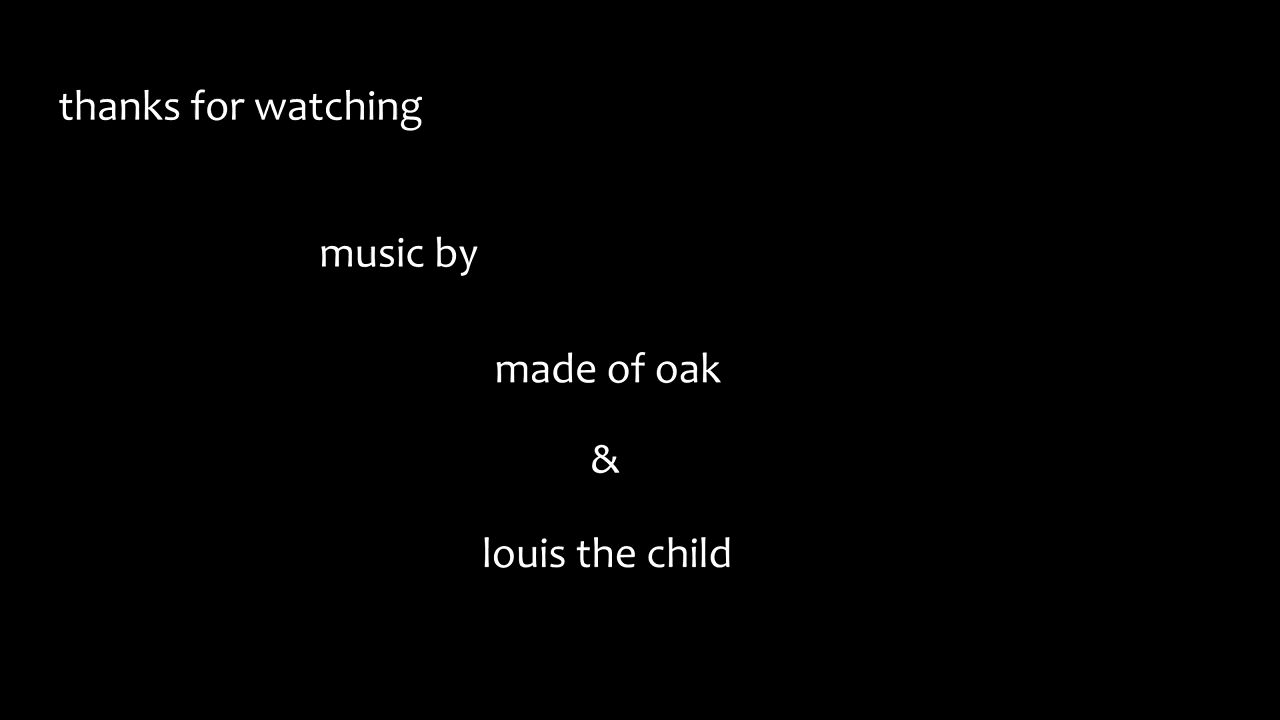 thanks for watching
music by
made of oak
&
louis the child